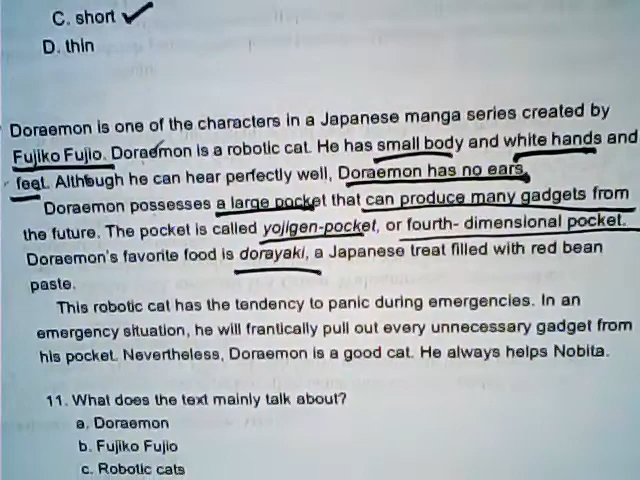 C. short
D. thin
Doraemon is one of the characters in a Japanese manga series created by
Fujiko Fujio. Doraemon is a robotic cat. He has small body and white hands and
feet. Although he can hear perfectly well, Doraemon has no ears.
Doraemon possesses a large pocket that can produce many gadgets from
the future. The pocket is called yojigen-pocket, or fourth- dimensional pocket.
Doraemon's favorite food is dorayaki, a Japanese treat filled with red bean
paste.
This robotic cat has the tendency to panic during emergencies. In an
emergency situation, he will frantically pull out every unnecessary gadget from
his pocket. Nevertheless, Doraemon is a good cat. He always helps Nobita.
11. What does the text mainly talk about?
a. Doraemon
b. Fujiko Fujio
c. Robotic cats